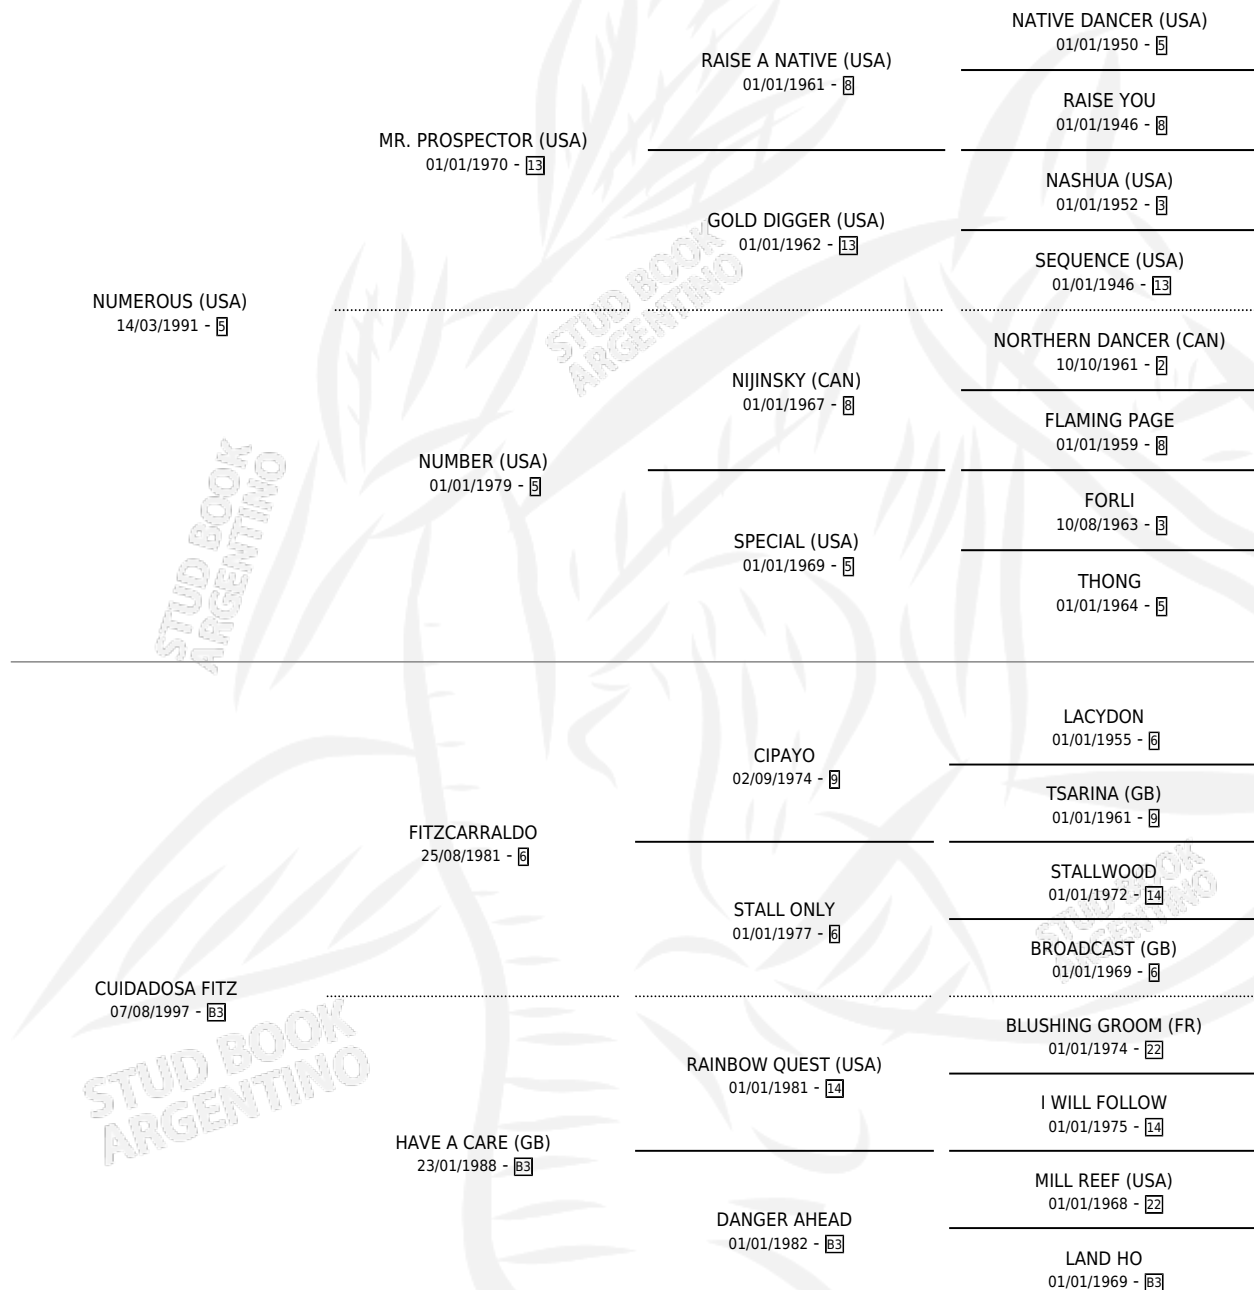 NATIVE DANCER (USA)
01/01/1950 - 5
RAISE A NATIVE (USA)
01/01/1961 - 8
RAISE YOU
01/01/1946 - 8
MR. PROSPECTOR (USA)
01/01/1970 - 13
NASHUA (USA)
01/01/1952 - 3
GOLD DIGGER (USA)
01/01/1962 - 13
SEQUENCE (USA)
01/01/1946 - 13
NUMEROUS (USA)
14/03/1991 - 5
STUD BOOK
ARGENTINO
NORTHERN DANCER (CAN)
10/10/1961 - 2
NIJINSKY (CAN)
01/01/1967 - 8
FLAMING PAGE
01/01/1959 - 8
NUMBER (USA)
01/01/1979 - 5
FORLI
10/08/1963 - 3
SPECIAL (USA)
01/01/1969 - 5
THONG
01/01/1964 - 5
STUD BOOK
ARGENTINO
LACYDON
01/01/1955 - 6
CIPAYO
02/09/1974 - 9
TSARINA (GB)
01/01/1961 - 9
FITZCARRALDO
25/08/1981 - 6
STALLWOOD
01/01/1972 - 14
STALL ONLY
01/01/1977 - 6
STUD BOOK
ARGENTINO
BROADCAST (GB)
01/01/1969 - 6
CUIDADOSA FITZ
07/08/1997 - B3
STUD BOOK
ARGENTINO
BLUSHING GROOM (FR)
01/01/1974 - 22
RAINBOW QUEST (USA)
01/01/1981 - 14
I WILL FOLLOW
01/01/1975 - 14
HAVE A CARE (GB)
23/01/1988 - B3
MILL REEF (USA)
01/01/1968 - 22
DANGER AHEAD
01/01/1982 - B3
LAND HO
01/01/1969 - B3